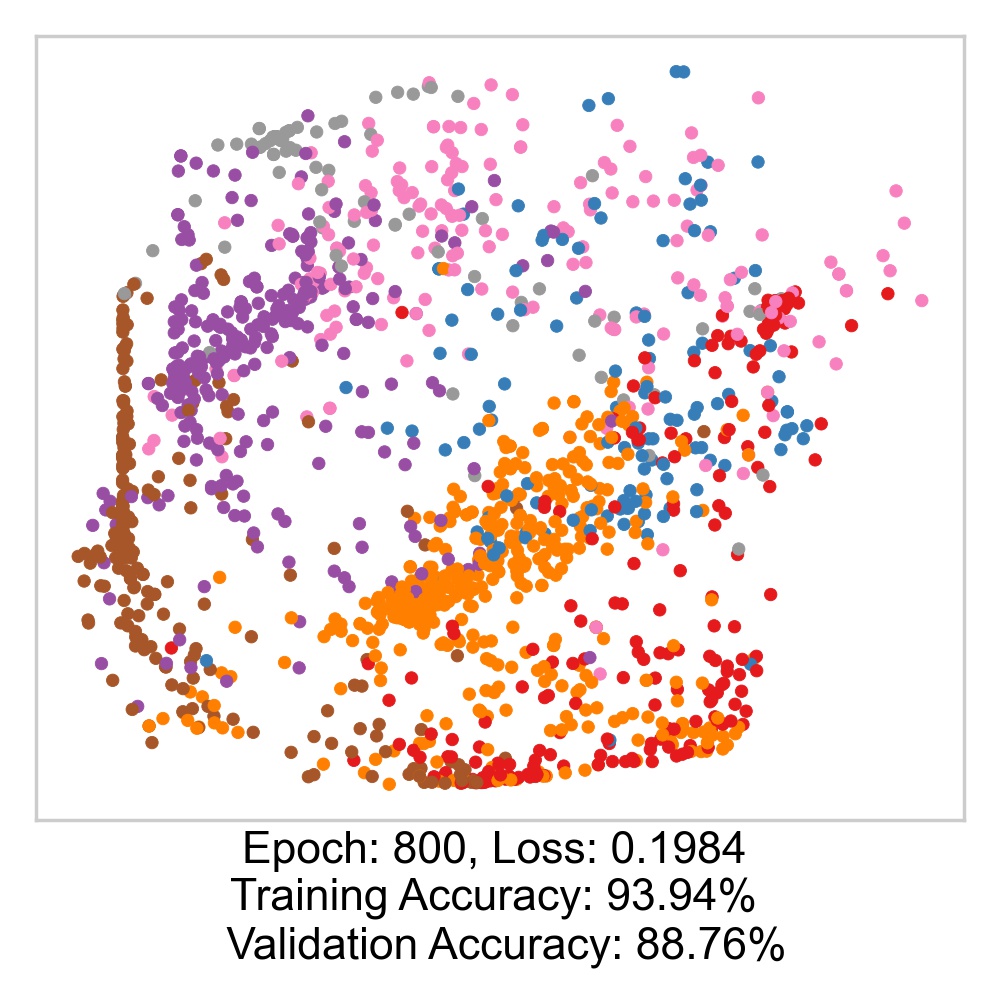 Epoch: 800, Loss: 0.1984
Training Accuracy: 93.94%
Validation Accuracy: 88.76%